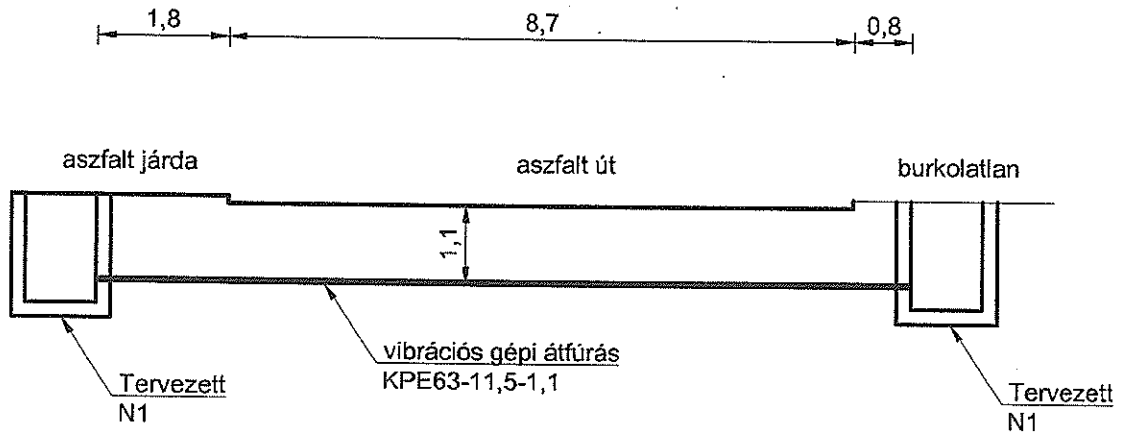 1,8
8,7
0,8
aszfalt járda
aszfalt út
burkolatlan
1,1
vibrációs gépi átfúrás
KPE63-11,5-1,1
Tervezett
N1
Tervezett
N1